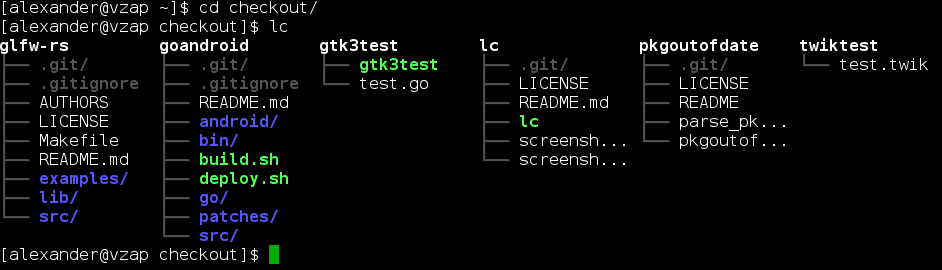 [alexander@vzap ~]$ cd checkout/
[alexander@vzap checkout]$ lc
glfw-rs         goandroid       gtk3test        lc              pkgoutofdate    twiktest
├── .git/       ├── .git/       ├── gtk3test    ├── .git/       ├── .git/       └── test.twik
├── .gitignore  ├── .gitignore  └── test.go     ├── LICENSE     ├── LICENSE
├── AUTHORS     ├── README.md                   ├── README.md   ├── README
├── LICENSE     ├── android/                    ├── lc          ├── parse_pk...
├── Makefile    ├── bin/                        ├── screensh... └── pkgoutof...
├── README.md   ├── build.sh                    └── screensh...
├── examples/   ├── deploy.sh
├── lib/        ├── go/
└── src/        ├── patches/
                └── src/
[alexander@vzap checkout]$